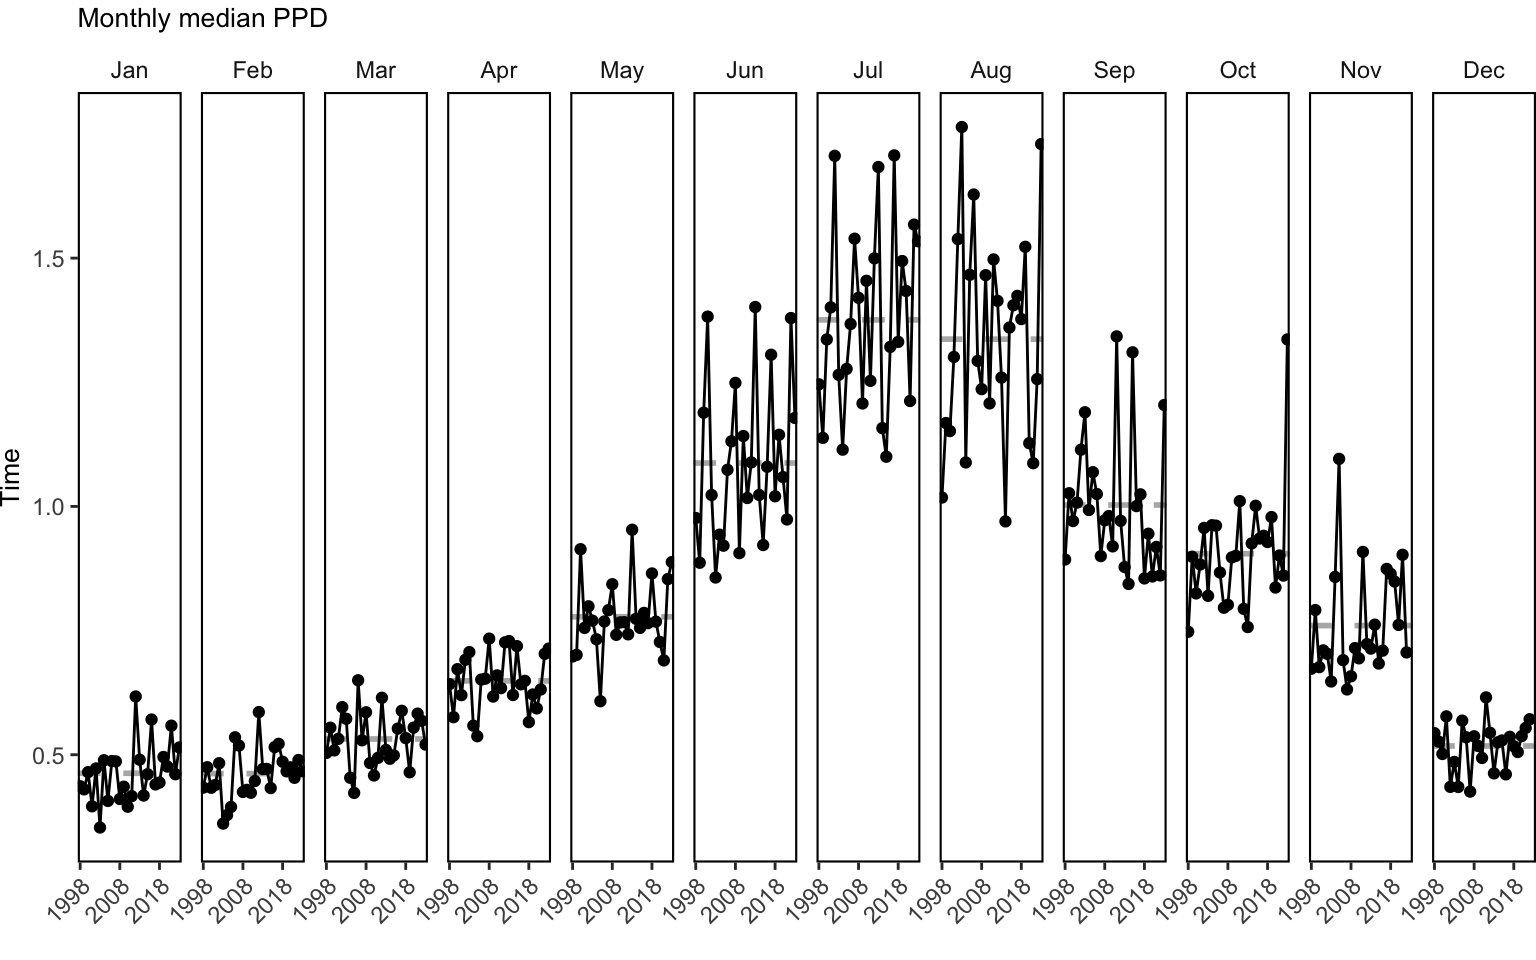 Monthly median PPD
Jan Feb Mar Apr May Jun Jul Aug Sep Oct Nov Dec
1.5
1.0
0.5
Time
1998 2008 2018 1998 2008 2018 1998 2008 2018 1998 2008 2018 1998 2008 2018 1998 2008 2018 1998 2008 2018 1998 2008 2018 1998 2008 2018 1998 2008 2018 1998 2008 2018 1998 2008 2018